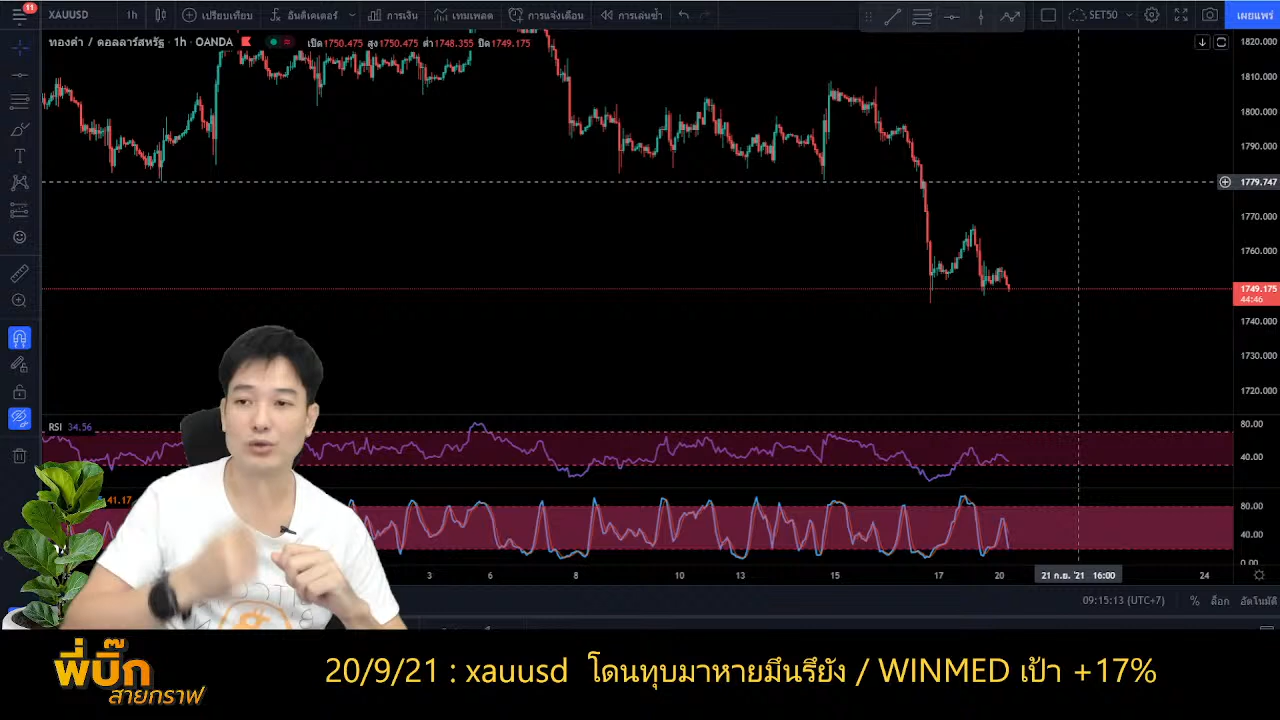 11
XAUUSD 1h เปรียบเทียบ อินดิเคเตอร์ การเงิน เทมเพลต การแจ้งเตือน การเล่นซ้ำ SET50 เผยแพร่
ทองคำ / ดอลลาร์สหรัฐ · 1h · OANDA เปิด1750.475 สูง1750.475 ต่ำ1748.355 ปิด1749.175
1820.000
1810.000
1800.000
1790.000
1779.747
1770.000
1760.000
1749.175
44:46
1740.000
1730.000
1720.000
RSI 34.56
80.00
40.00
41.17
80.00
40.00
0.00
3 6 8 10 13 15 17 20 21 ก.ย. '21 16:00 24
09:15:13 (UTC+7) % ล็อก อัตโนมัติ
พี่บิ๊ก
สายกราฟ
20/9/21 : xauusd โดนทุบมาหายมึนรึยัง / WINMED เป้า +17%